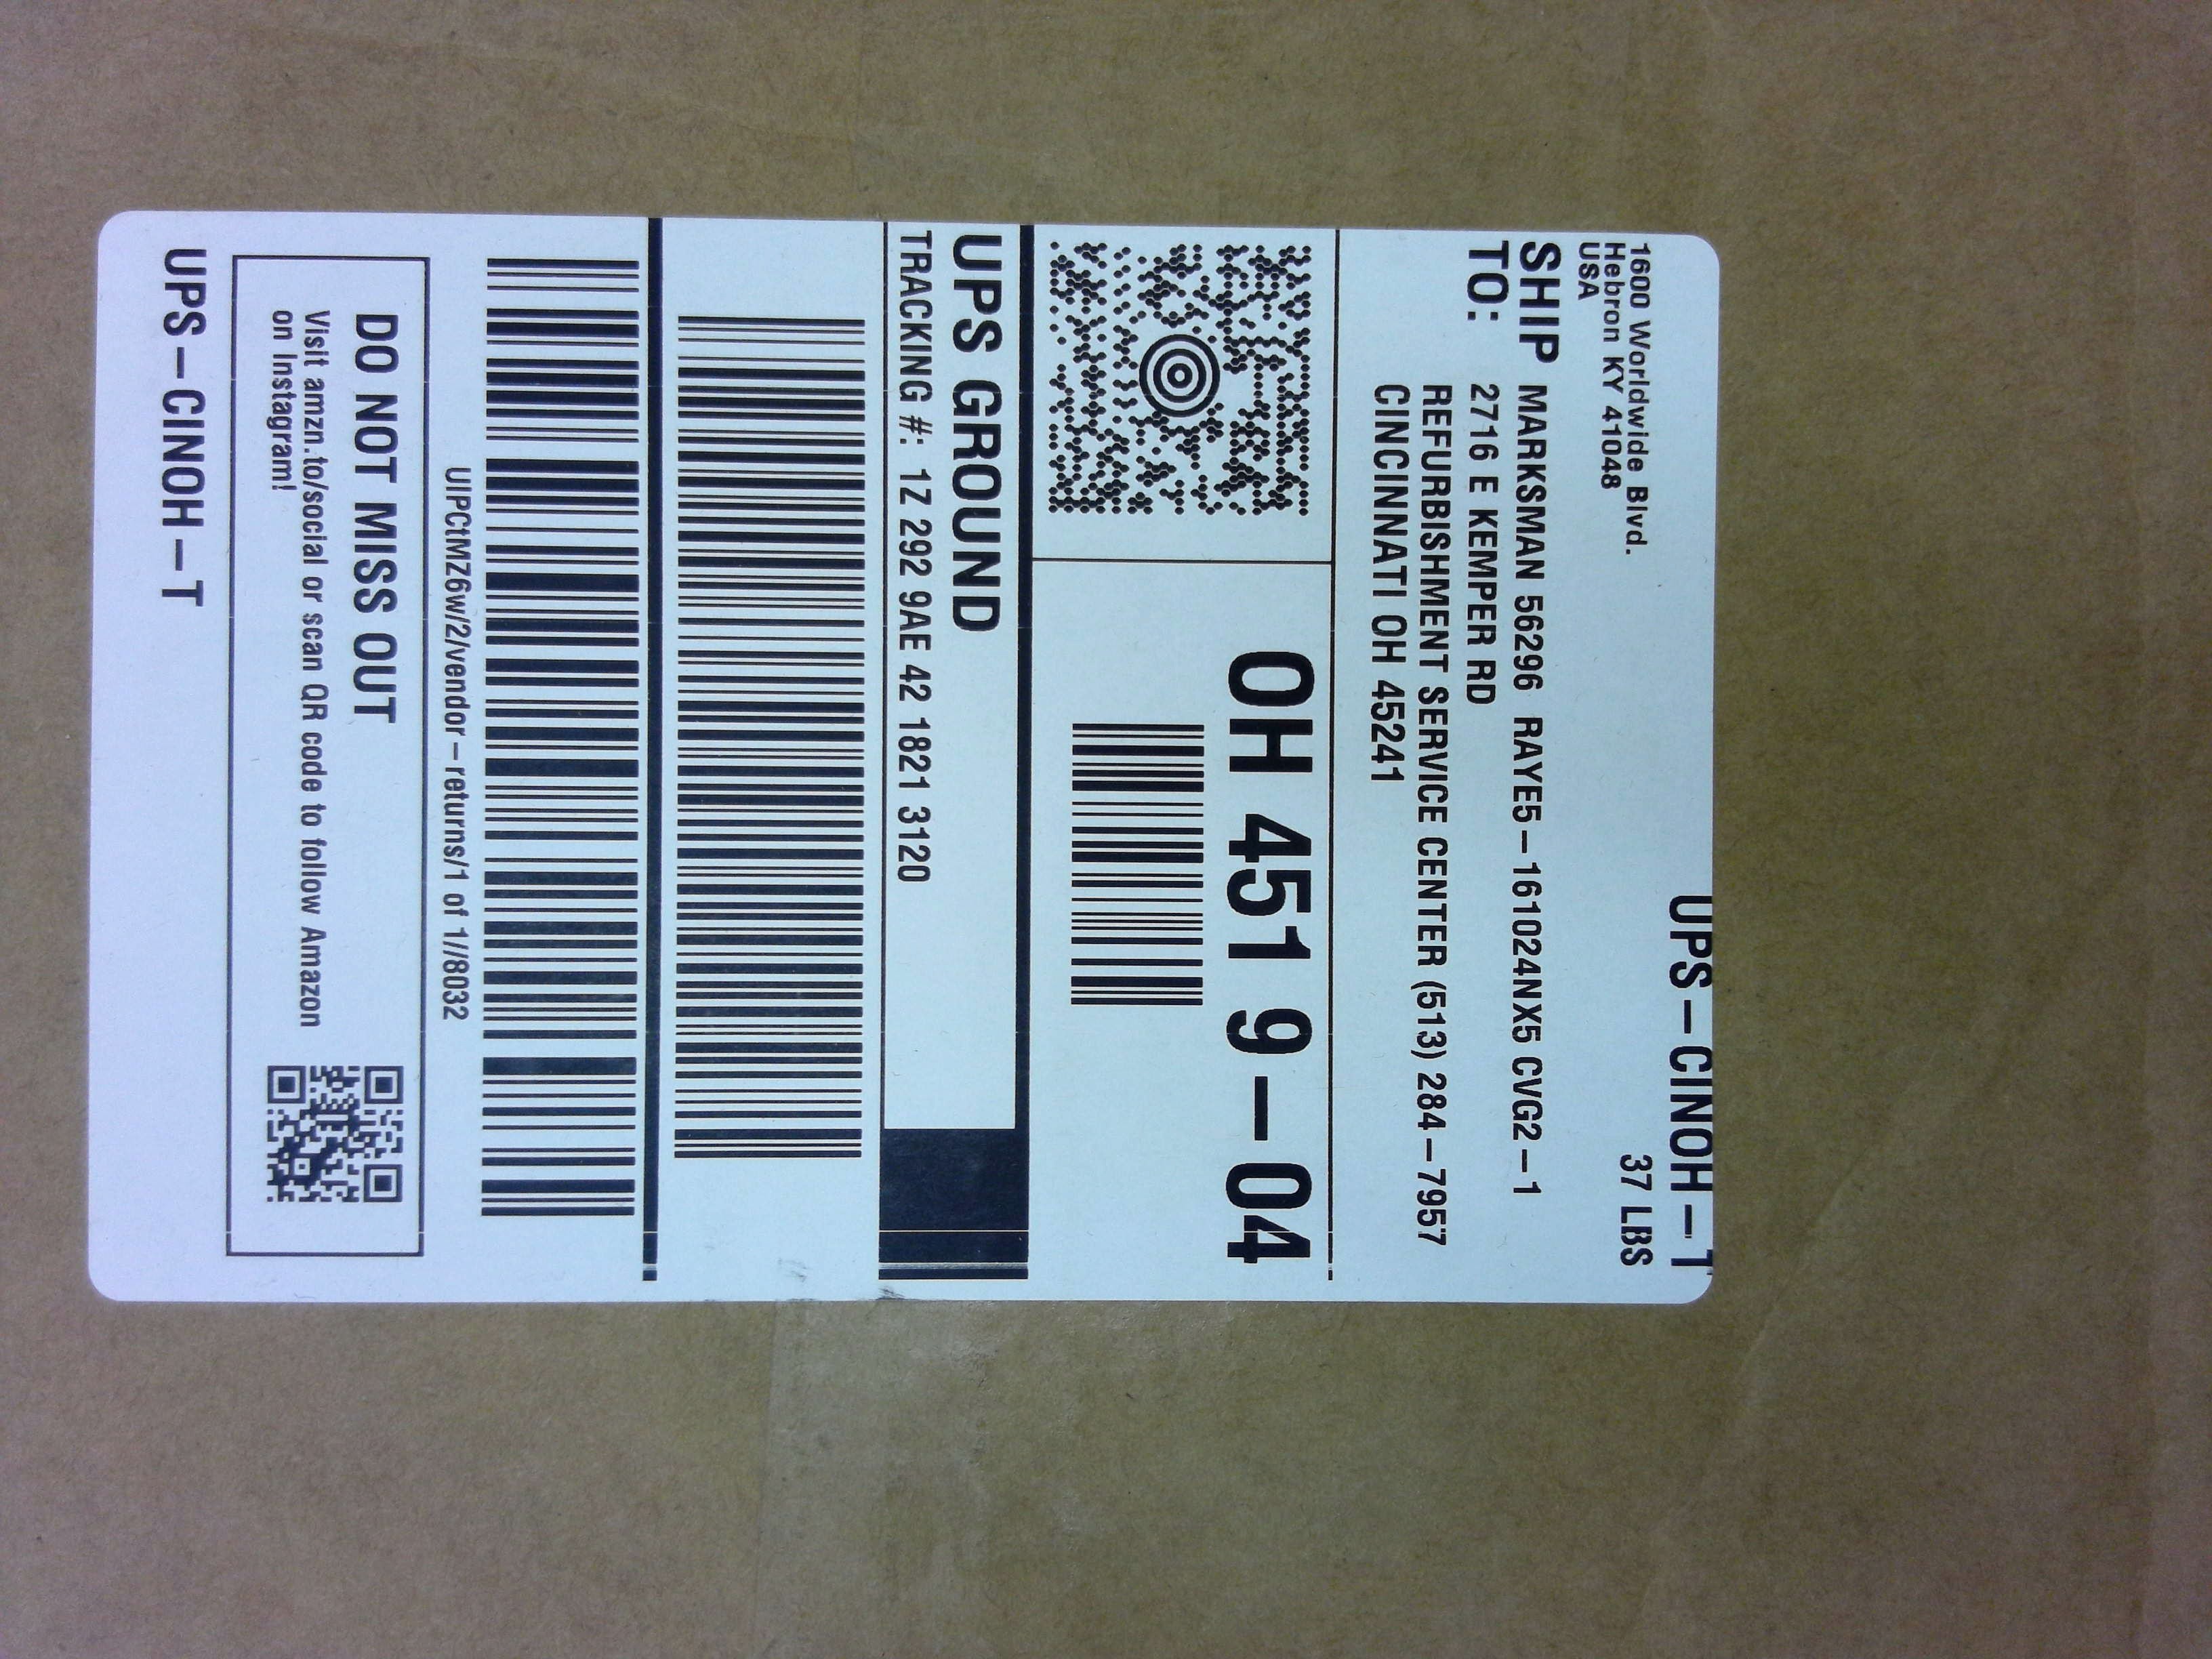 UPS-CINOH-T
37 LBS
1600 Worldwide Blvd.
Hebron KY 41048
USA
SHIP TO:
MARKSMAN 56296 RAYE5-161024NX5 CVG2-1
2716 E KEMPER RD
REFURBISHMENT SERVICE CENTER (513) 284-7957
CINCINNATI OH 45241
OH 451 9-04
UPS GROUND
TRACKING #: 1Z 292 9AE 42 1821 3120
UIPCtMZ6w/2/vendor-returns/1 of 1//8032
DO NOT MISS OUT
Visit amzn.to/social or scan QR code to follow Amazon
on Instagram!
UPS-CINOH-T